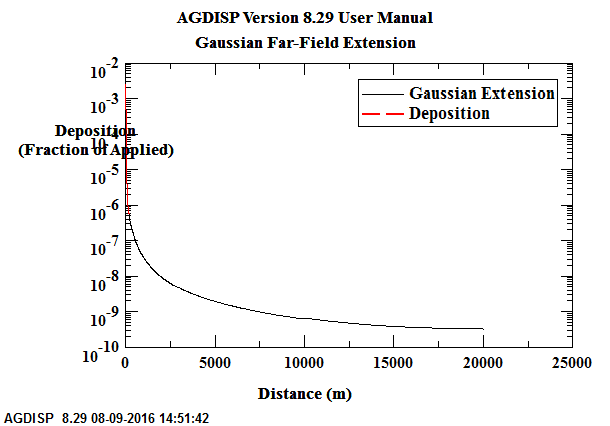 AGDISP Version 8.29 User Manual
Gaussian Far-Field Extension
10-2
Gaussian Extension
10-3
Deposition
Deposition
10-4
(Fraction of Applied)
10-5
10-6
10-7
10-8
10-9
10-10
0 5000 10000 15000 20000 25000
Distance (m)
AGDISP 8.29 08-09-2016 14:51:42